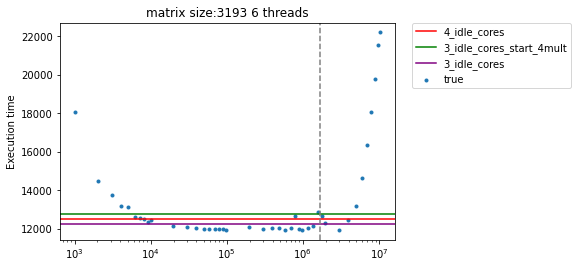 matrix size:3193 6 threads
Execution time
22000
20000
18000
16000
14000
12000
10³
10⁴
10⁵
10⁶
10⁷
4_idle_cores
3_idle_cores_start_4mult
3_idle_cores
true